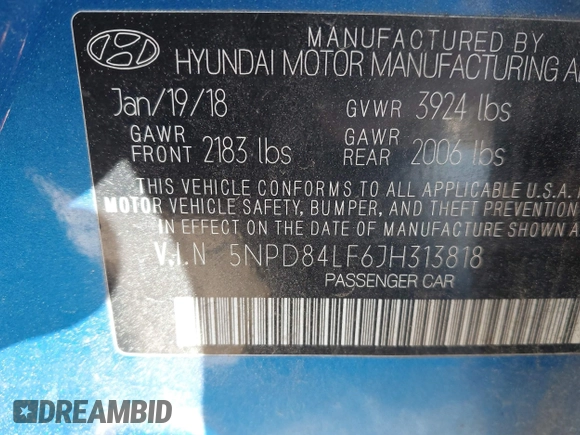 MANUFACTURED BY
HYUNDAI MOTOR MANUFACTURING
Jan/19/18 GVWR 3924 lbs
GAWR FRONT 2183 lbs GAWR REAR 2006 lbs
THIS VEHICLE CONFORMS TO ALL APPLICABLE U.S.A.
MOTOR VEHICLE SAFETY, BUMPER, AND THEFT PREVENTION
IN EFFECT ON THE DATE OF MANUFACTURE SHOWN
V.I.N 5NPD84LF6JH313818
PASSENGER CAR
DREAMBID